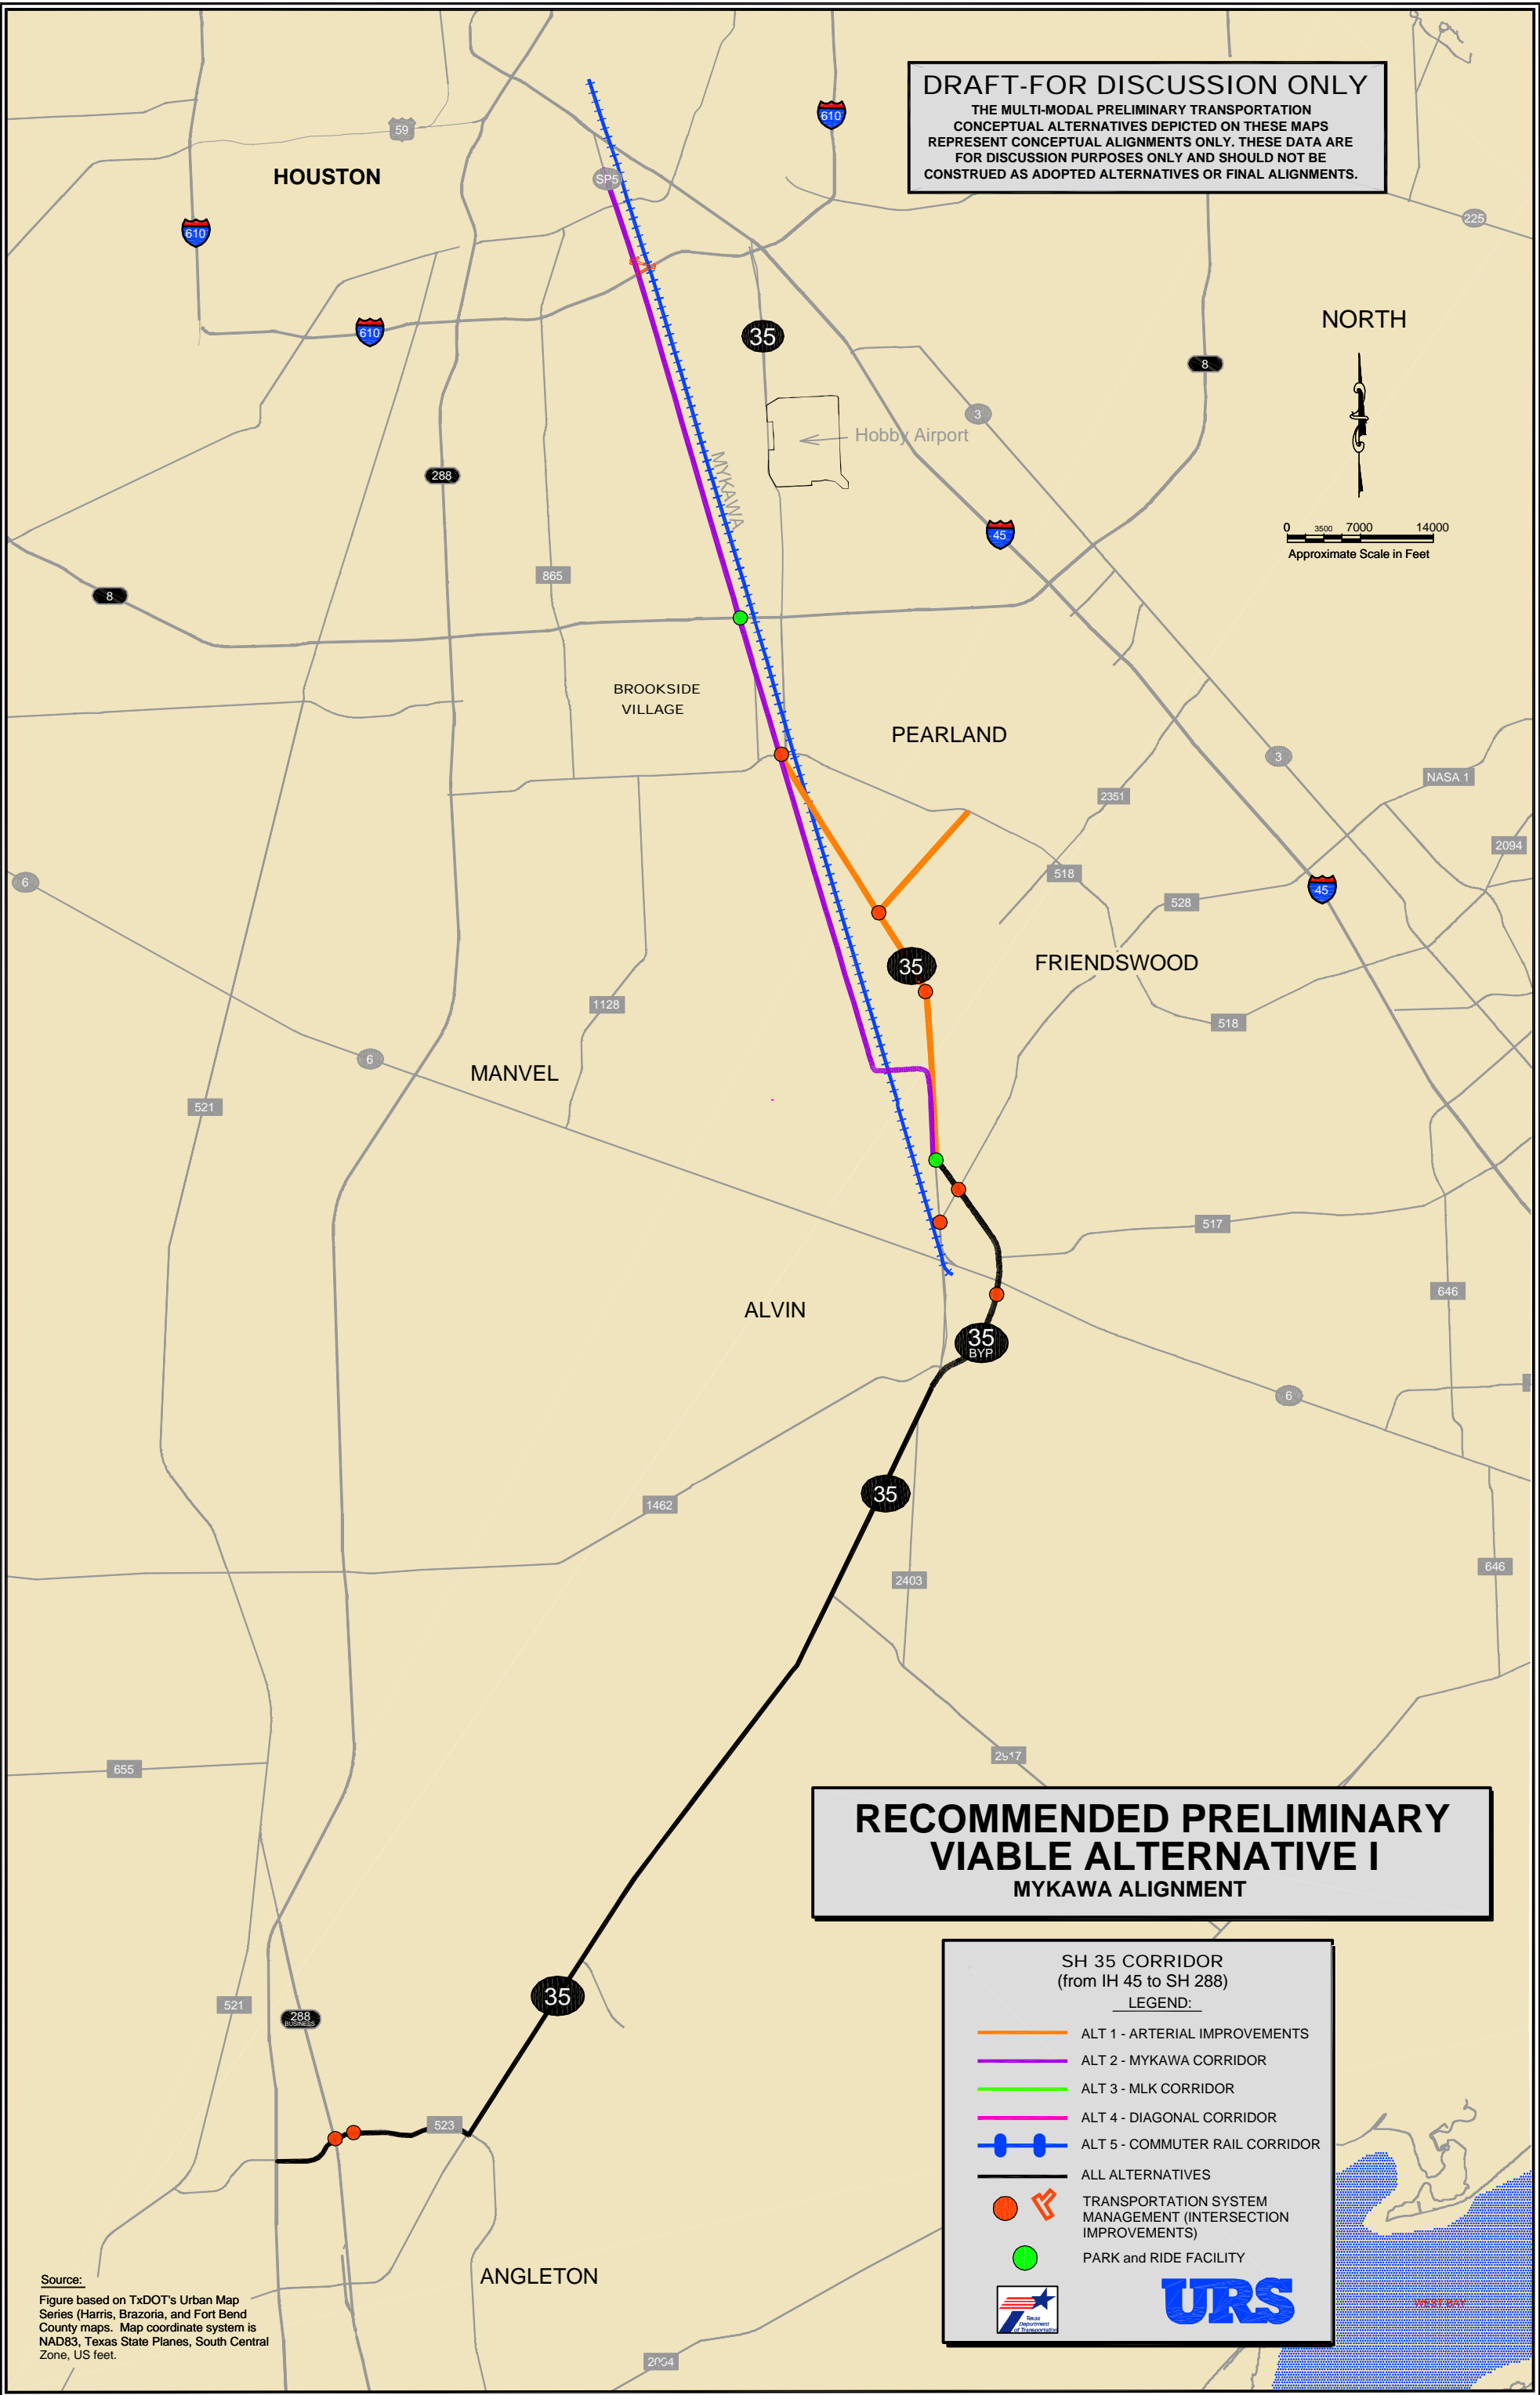 DRAFT-FOR DISCUSSION ONLY
THE MULTI-MODAL PRELIMINARY TRANSPORTATION
CONCEPTUAL ALTERNATIVES DEPICTED ON THESE MAPS
REPRESENT CONCEPTUAL ALIGNMENTS ONLY. THESE DATA ARE
FOR DISCUSSION PURPOSES ONLY AND SHOULD NOT BE
CONSTRUED AS ADOPTED ALTERNATIVES OR FINAL ALIGNMENTS.
610
59
HOUSTON
SP5
225
610
610
35
NORTH
8
3
Hobby Airport
288
MYKAWA
45
0 3500 7000 14000
Approximate Scale in Feet
865
8
BROOKSIDE
VILLAGE
PEARLAND
3
NASA 1
2351
2094
518
6
45
528
35
FRIENDSWOOD
1128
518
6
MANVEL
521
517
646
ALVIN
35
BYP
6
35
1462
2403
646
655
2917
RECOMMENDED PRELIMINARY
VIABLE ALTERNATIVE I
MYKAWA ALIGNMENT
35
521
288
BUSINESS
523
SH 35 CORRIDOR
(from IH 45 to SH 288)
LEGEND:
ALT 1 - ARTERIAL IMPROVEMENTS
ALT 2 - MYKAWA CORRIDOR
ALT 3 - MLK CORRIDOR
ALT 4 - DIAGONAL CORRIDOR
ALT 5 - COMMUTER RAIL CORRIDOR
ALL ALTERNATIVES
TRANSPORTATION SYSTEM
MANAGEMENT (INTERSECTION
IMPROVEMENTS)
PARK and RIDE FACILITY
Texas
Department
of Transportation
URS
WEST BAY
ANGLETON
Source:
Figure based on TxDOT's Urban Map
Series (Harris, Brazoria, and Fort Bend
County maps. Map coordinate system is
NAD83, Texas State Planes, South Central
Zone, US feet.